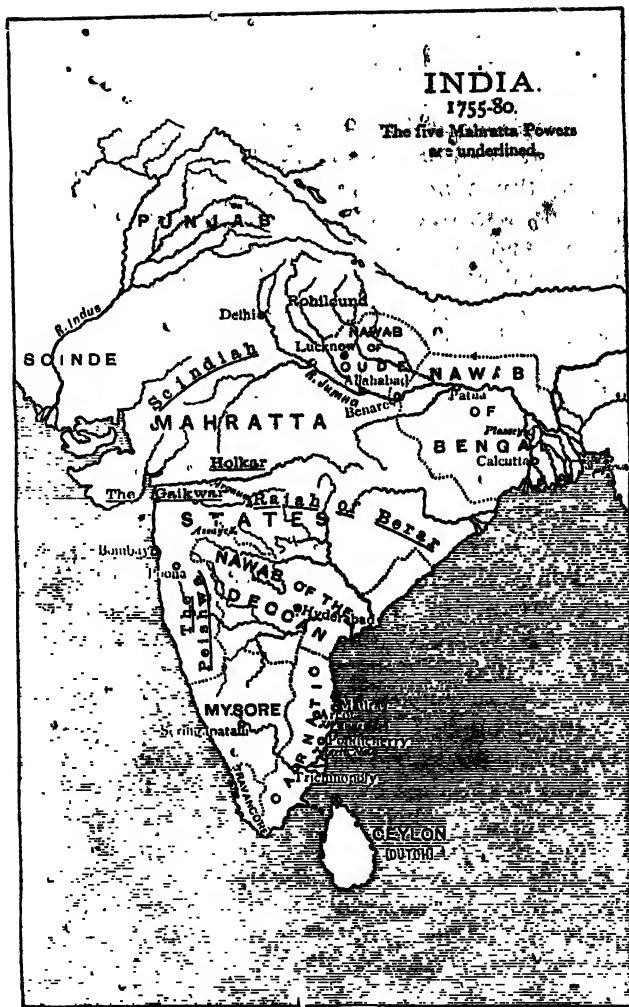 INDIA.
1755-80.
The five Mahratta Powers
are underlined.
PUNJAB
R. Indus
Delhi
Rohilcund
SCINDE
Scindiah
NAWAB
Lucknow OF
OUDE
Allahabad
NAWAB
R. Jumna
Benares
Patna
OF
MAHRATTA
Plassey
BENGAL
Calcutta
Holkar
The Gaikwar
Rajah of Berar
STATES
Assaye
Bombay
Poona
NAWAB OF THE
DECCAN
Hyderabad
The
Peishwa
MYSORE
Seringapatam
CARNATIC
Madras
Pondicherry
Trichinopoly
TRAVANCORE
CEYLON
(DUTCH)